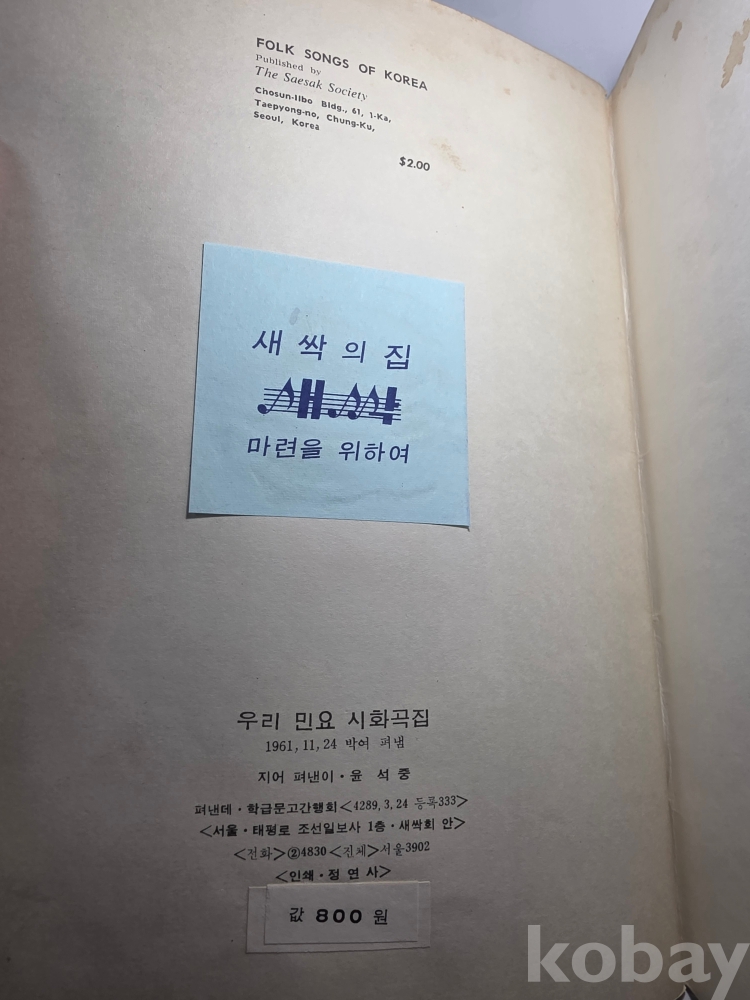 FOLK SONGS OF KOREA
Published by
The Saesak Society
Chosun-Ilbo Bldg., 61, 1-Ka,
Taepyong-no, Chung-Ku,
Seoul, Korea
$2.00
새 싹 의 집
새싹
마련을 위하여
우리 민요 시화곡집
1961, 11, 24 박여 펴냄
지어 펴낸이 · 윤 석 중
펴낸데 · 학급문고간행회<4289, 3, 24 등록333>
<서울 · 태평로 조선일보사 1층 · 새싹회 안>
<전화>②4830<진체>서울3902
<인쇄 · 정 연 사>
값 800 원
kobay